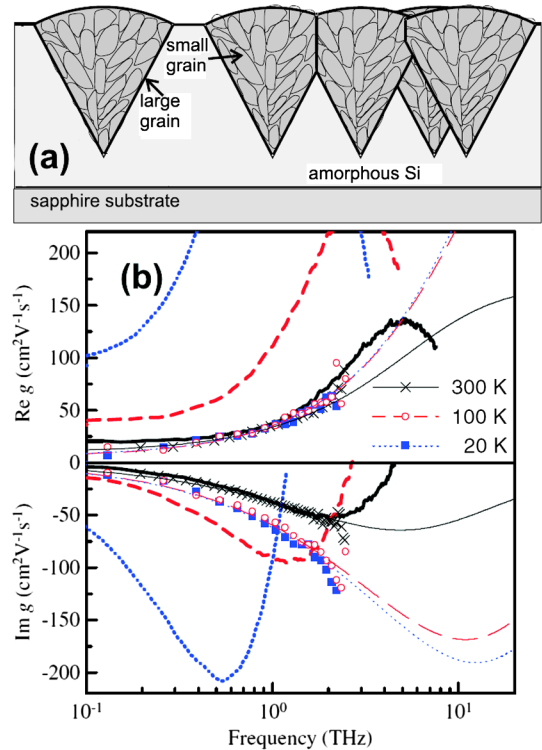 small
grain
large
grain
(a)
amorphous Si
sapphire substrate
(b)
200
150
100
50
0
Re g (cm²V⁻¹s⁻¹)
300 K
100 K
20 K
-50
-100
-150
-200
Im g (cm²V⁻¹s⁻¹)
10⁻¹ 10⁰ 10¹
Frequency (THz)